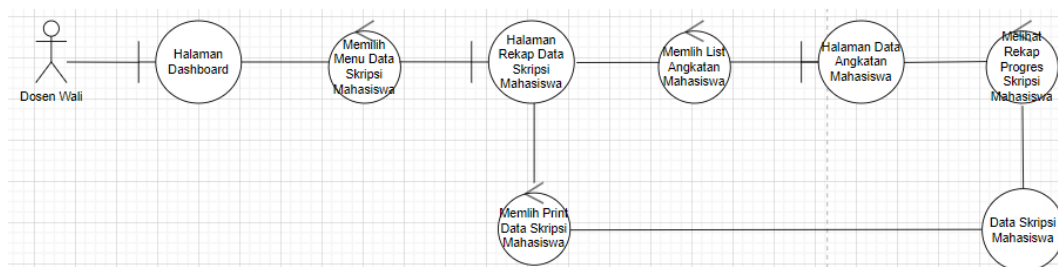 Dosen Wali
Halaman
Dashboard
Memilih
Menu Data
Skripsi
Mahasiswa
Halaman
Rekap Data
Skripsi
Mahasiswa
Memlih List
Angkatan
Mahasiswa
Halaman Data
Angkatan
Mahasiswa
Melihat
Rekap
Progres
Skripsi
Mahasiswa
Memlih Print
Data Skripsi
Mahasiswa
Data Skripsi
Mahasiswa